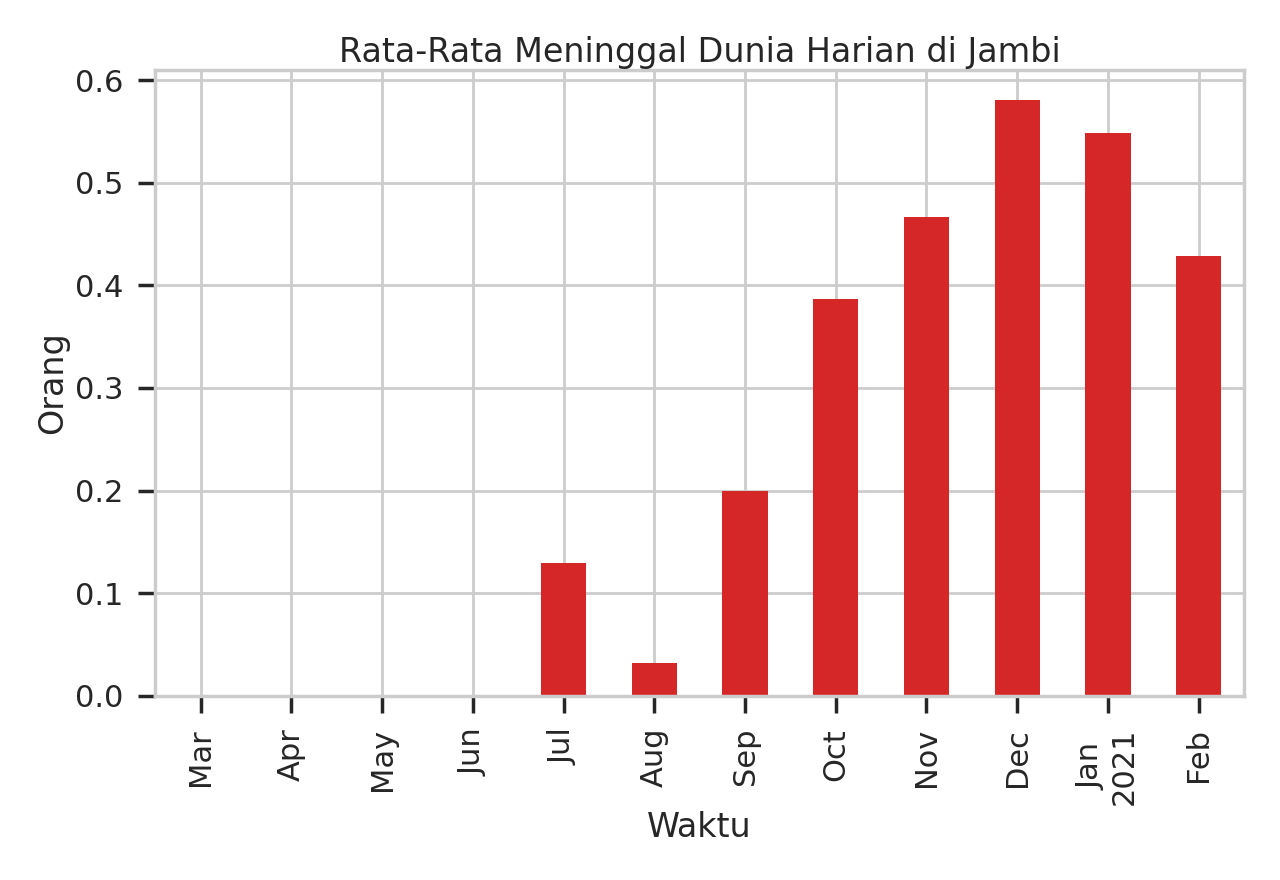 Rata-Rata Meninggal Dunia Harian di Jambi
0.6
0.5
0.4
0.3
0.2
0.1
0.0
Orang
Mar
Apr
May
Jun
Jul
Aug
Sep
Oct
Nov
Dec
Jan
2021
Feb
Waktu